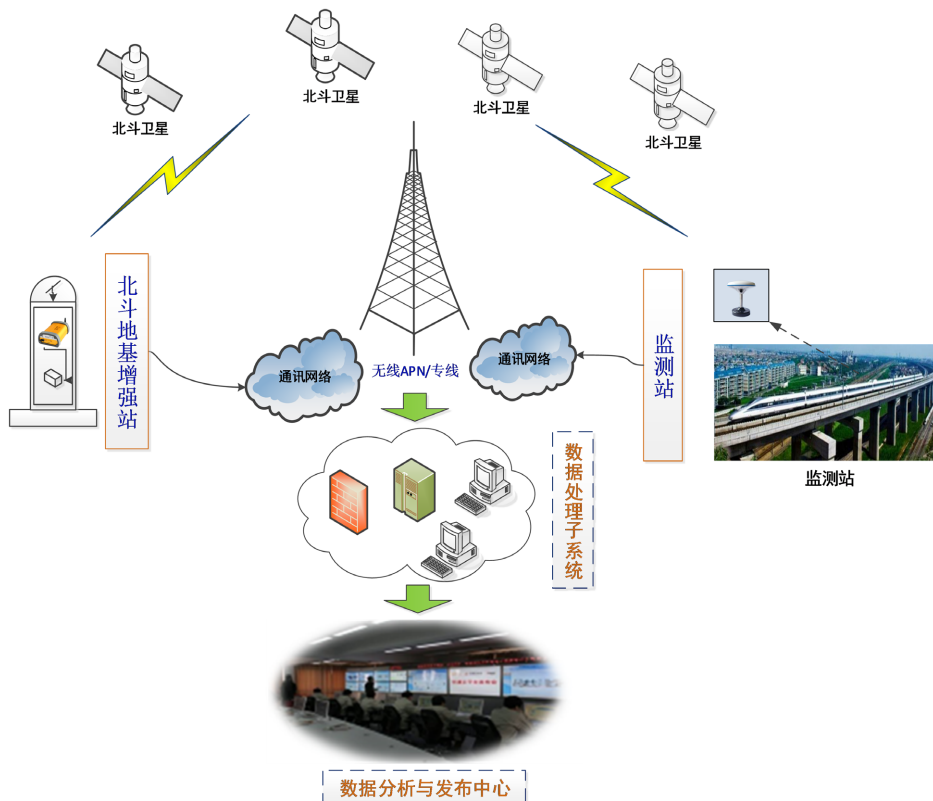 北斗卫星
北斗卫星
北斗卫星
北斗卫星
北斗地基增强站
监测站
通讯网络
无线APN/专线
通讯网络
监测站
数据处理子系统
数据分析与发布中心